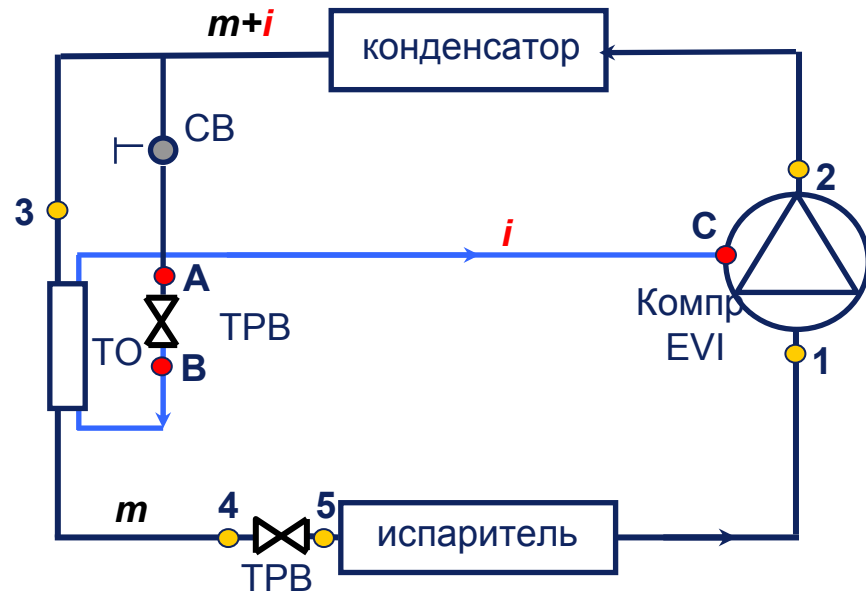 m+i
конденсатор
СВ
2
3
C
i
A
Компр
EVI
ТРВ
ТО
B
1
m
4
5
испаритель
ТРВ